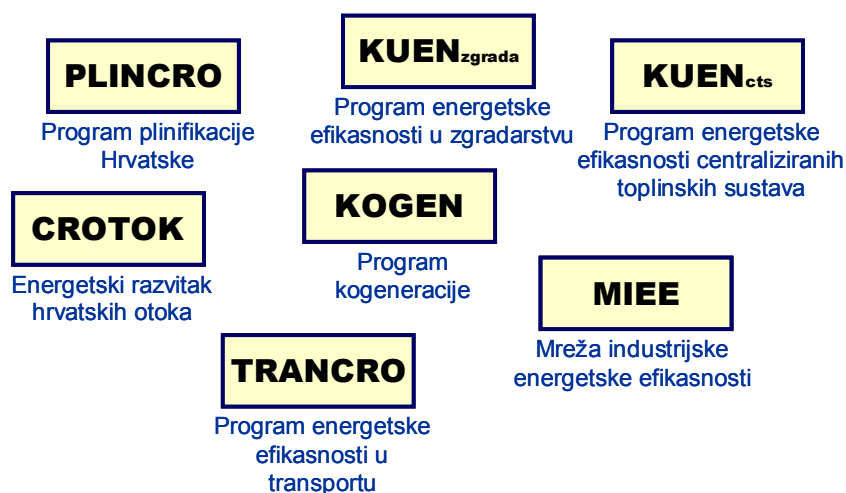 PLINCRO
Program plinifikacije
Hrvatske
KUENzgrada
Program energetske
efikasnosti u zgradarstvu
KUENcts
Program energetske
efikasnosti centraliziranih
toplinskih sustava
CROTOK
Energetski razvitak
hrvatskih otoka
KOGEN
Program
kogeneracije
MIEE
Mreža industrijske
energetske efikasnosti
TRANCRO
Program energetske
efikasnosti u
transportu